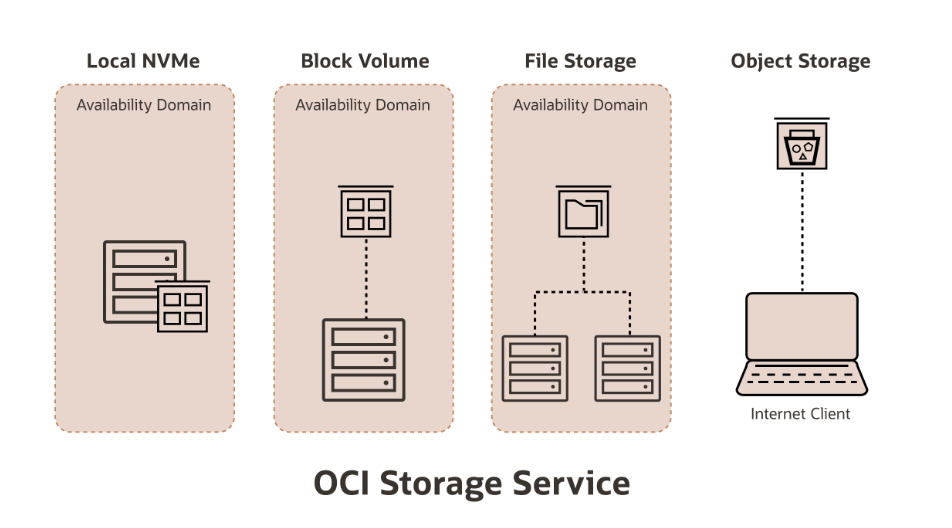 Local NVMe
Block Volume
File Storage
Object Storage
Availability Domain
Availability Domain
Availability Domain
Internet Client
OCI Storage Service